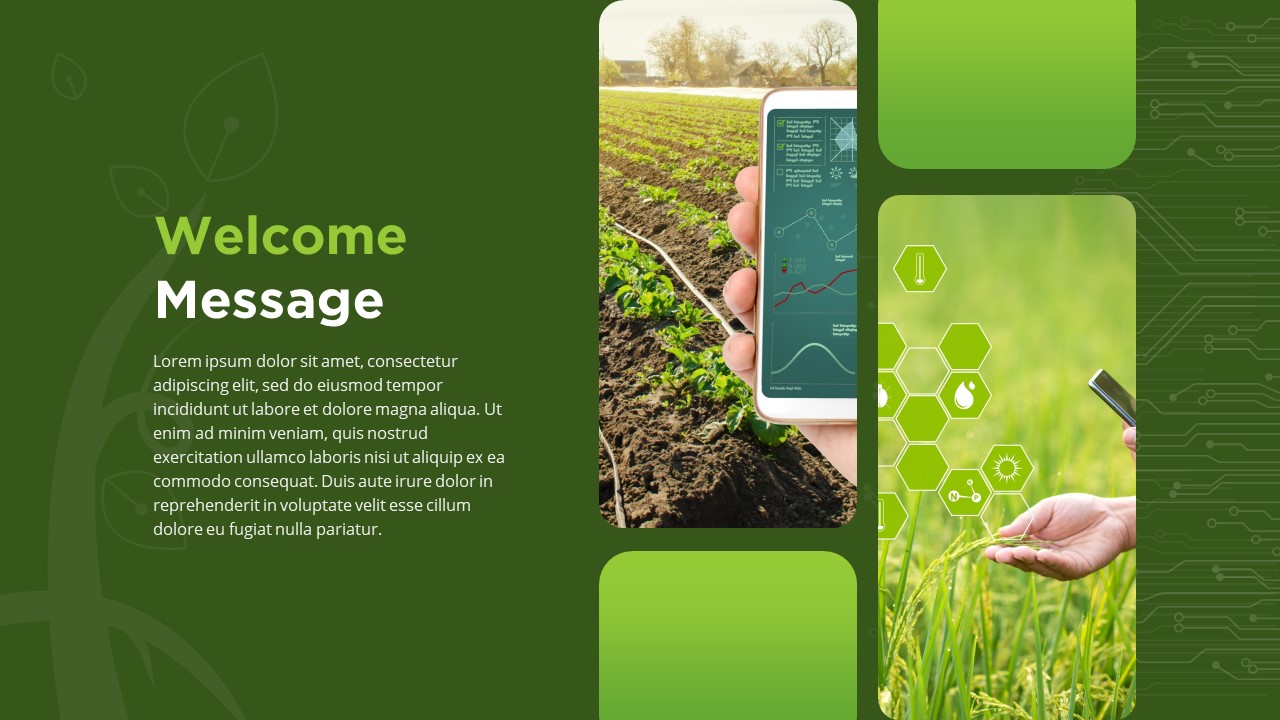 Welcome
Message
Lorem ipsum dolor sit amet, consectetur
adipiscing elit, sed do eiusmod tempor
incididunt ut labore et dolore magna aliqua. Ut
enim ad minim veniam, quis nostrud
exercitation ullamco laboris nisi ut aliquip ex ea
commodo consequat. Duis aute irure dolor in
reprehenderit in voluptate velit esse cillum
dolore eu fugiat nulla pariatur.
N
P